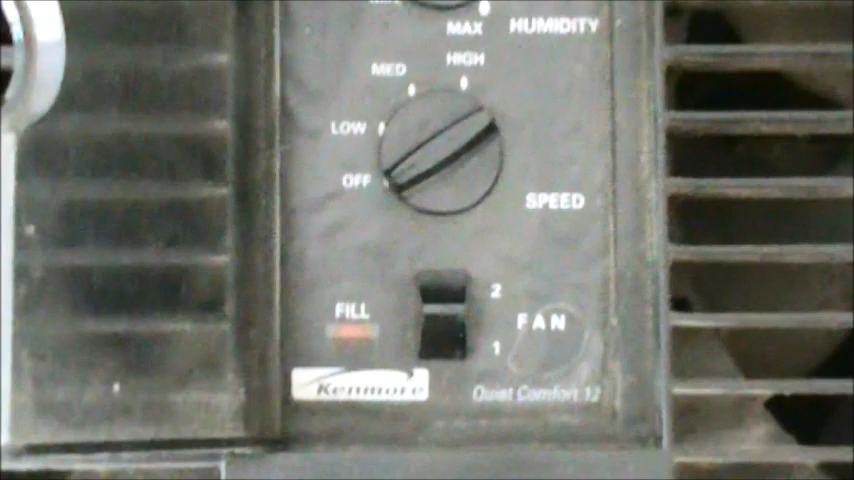 MAX HUMIDITY
HIGH
MED
LOW
OFF
SPEED
FILL
2
FAN
1
Kenmore
Quiet Comfort 12